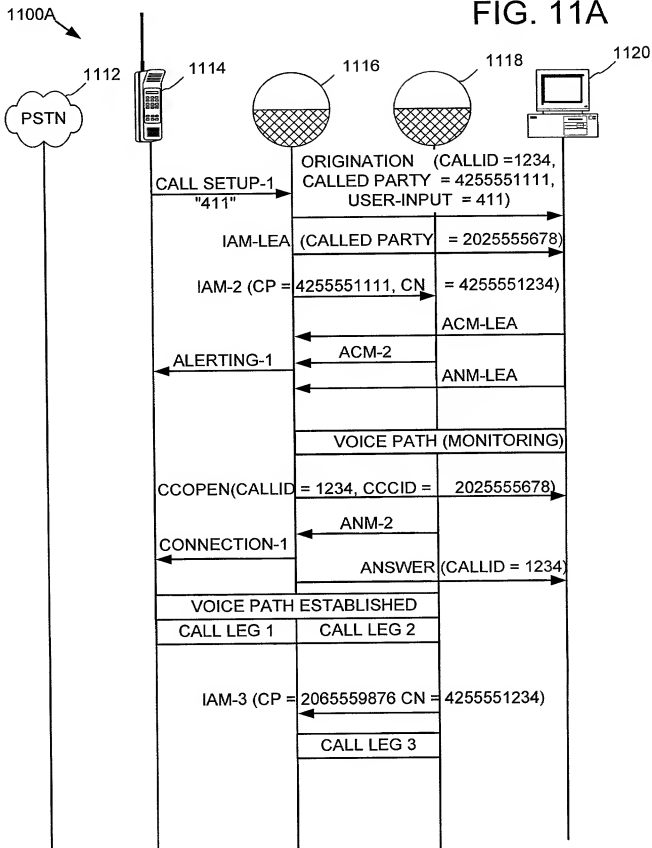 FIG. 11A
1100A
1112
1114
1116
1118
1120
PSTN
ORIGINATION (CALLID =1234,
CALLED PARTY = 4255551111,
USER-INPUT = 411)
CALL SETUP-1
"411"
IAM-LEA (CALLED PARTY = 2025555678)
IAM-2 (CP = 4255551111, CN = 4255551234)
ACM-LEA
ACM-2
ALERTING-1
ANM-LEA
VOICE PATH (MONITORING)
CCOPEN(CALLID = 1234, CCCID = 2025555678)
ANM-2
CONNECTION-1
ANSWER (CALLID = 1234)
VOICE PATH ESTABLISHED
CALL LEG 1 CALL LEG 2
IAM-3 (CP = 2065559876 CN = 4255551234)
CALL LEG 3